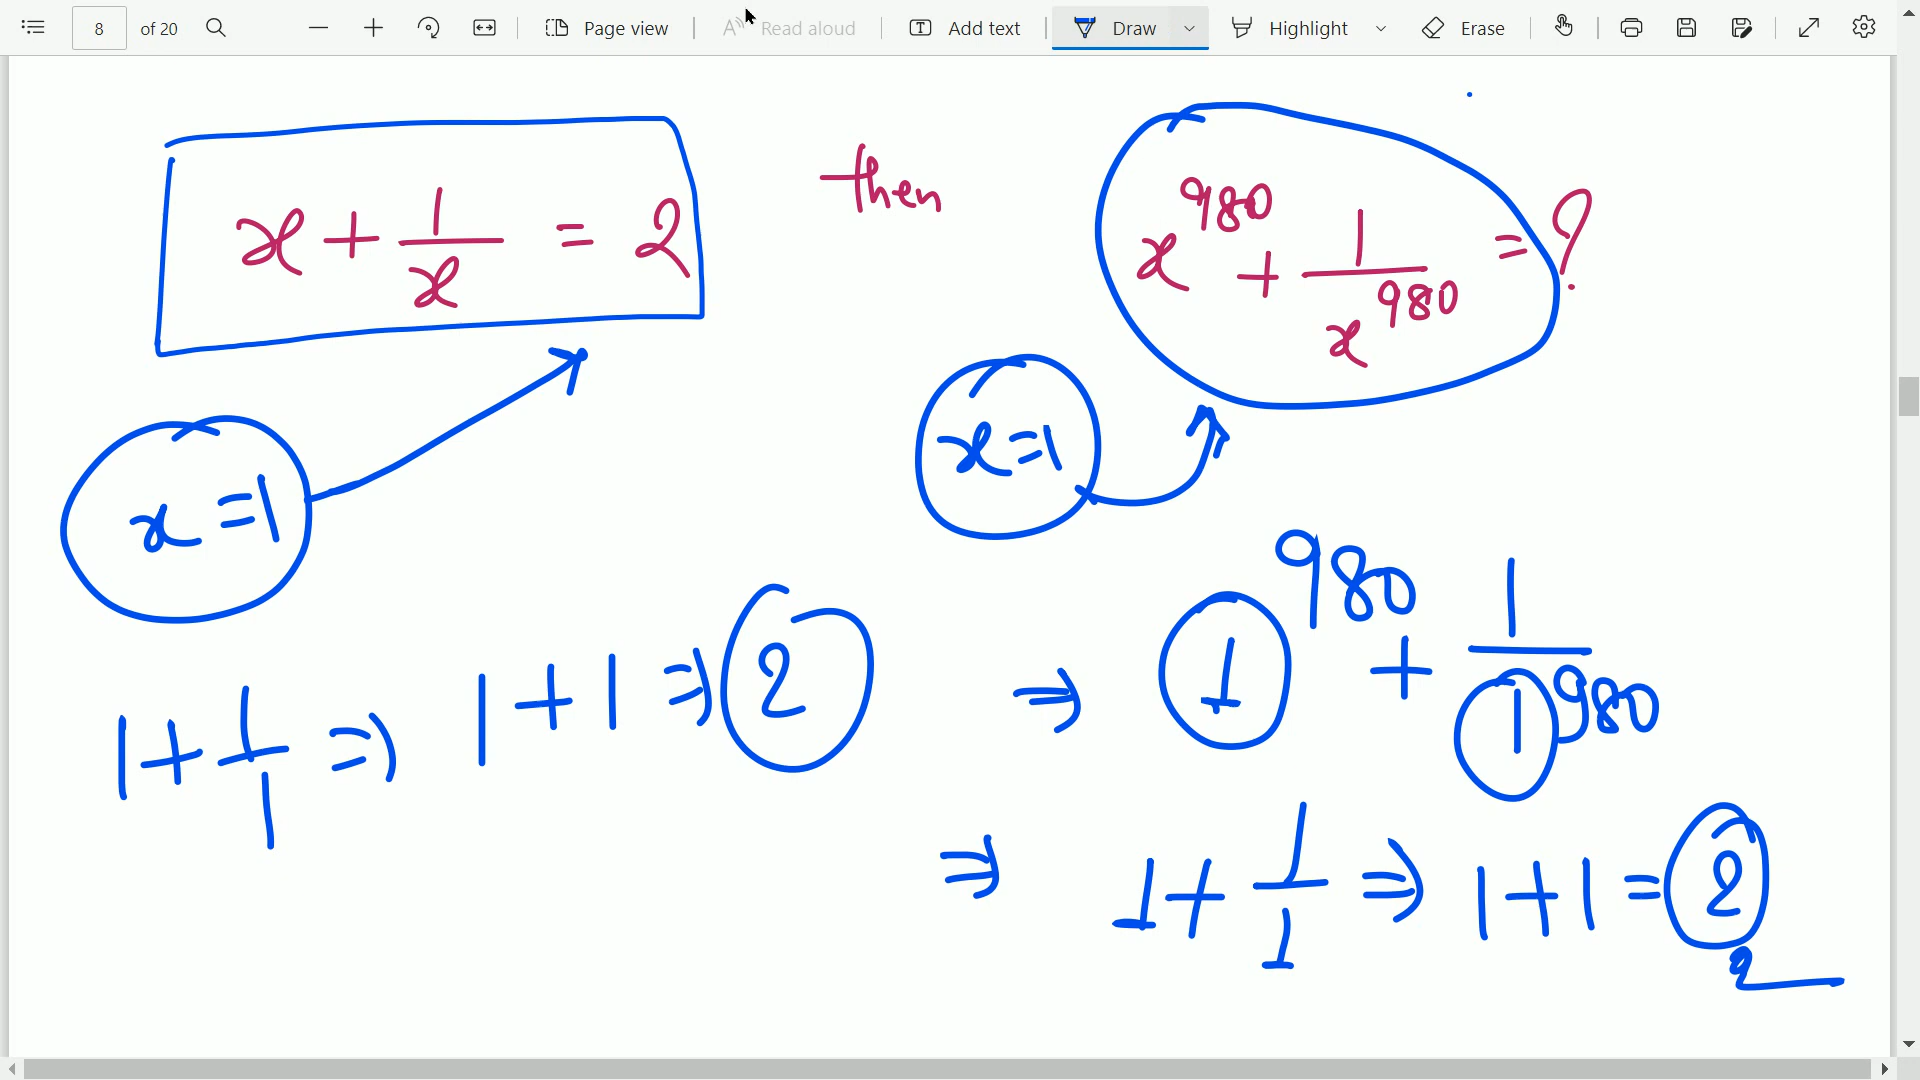 8 of 20 Page view Read aloud Add text Draw Highlight Erase
x + 1/x = 2 then x^980 + 1/x^980 = ?
x=1 x=1
1+1/1 ⇒ 1+1 ⇒ 2 ⇒ 1^980 + 1/1^980
⇒ 1+1/1 ⇒ 1+1 = 2